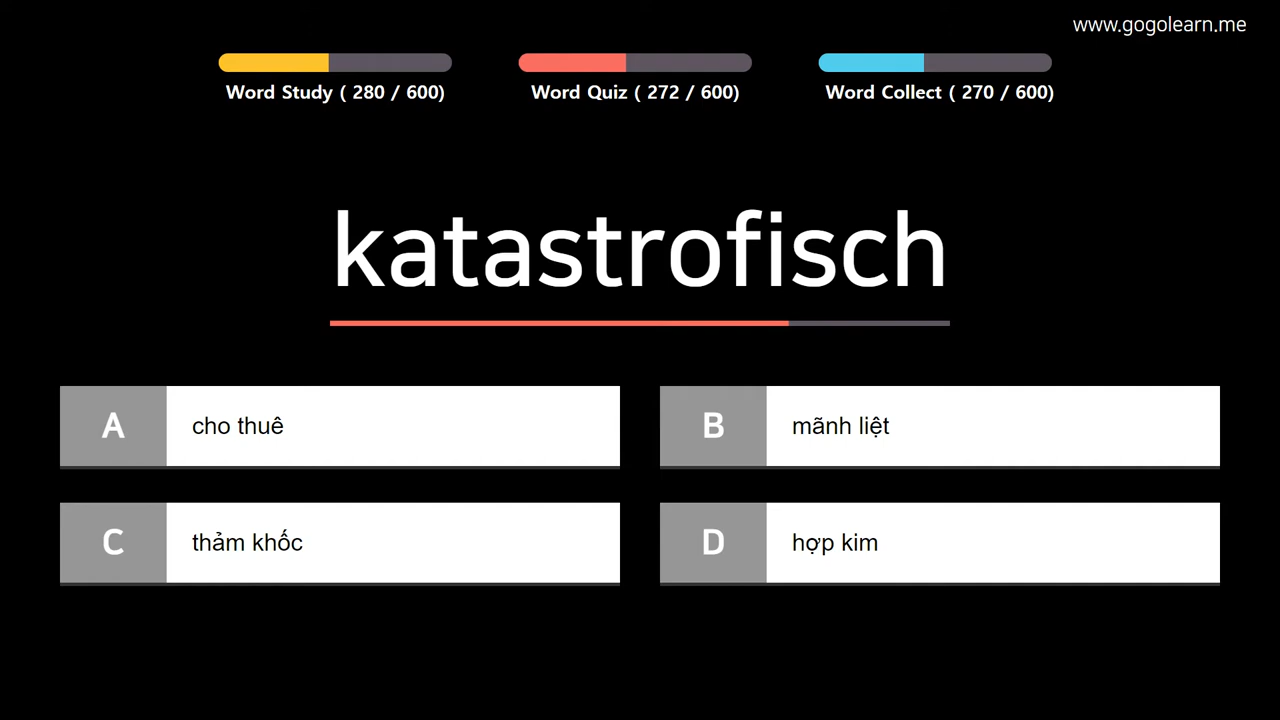 www.gogolearn.me
Word Study ( 280 / 600)
Word Quiz ( 272 / 600)
Word Collect ( 270 / 600)
katastrofisch
A cho thuê
B mãnh liệt
C thảm khốc
D hợp kim